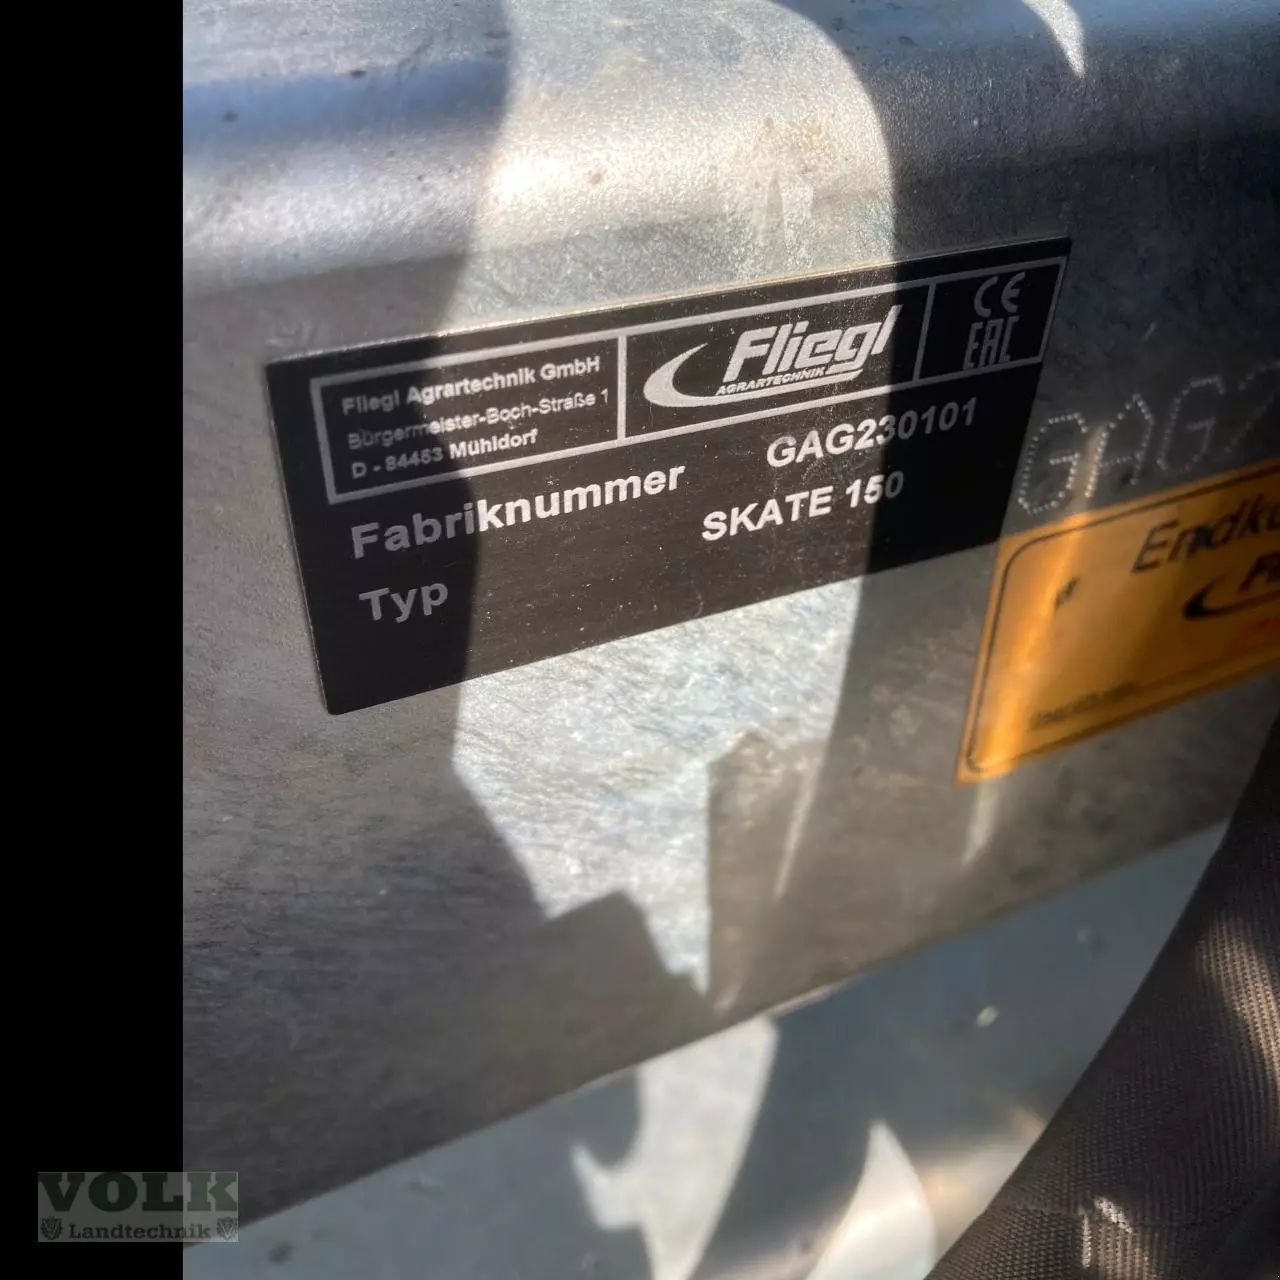 Fliegl Agrartechnik GmbH
Bürgermeister-Boch-Straße 1
D - 84453 Mühldorf
Fliegl
AGRARTECHNIK
CE
EAC
Fabriknummer GAG230101
Typ SKATE 150
GAG2
VOLK
Landtechnik